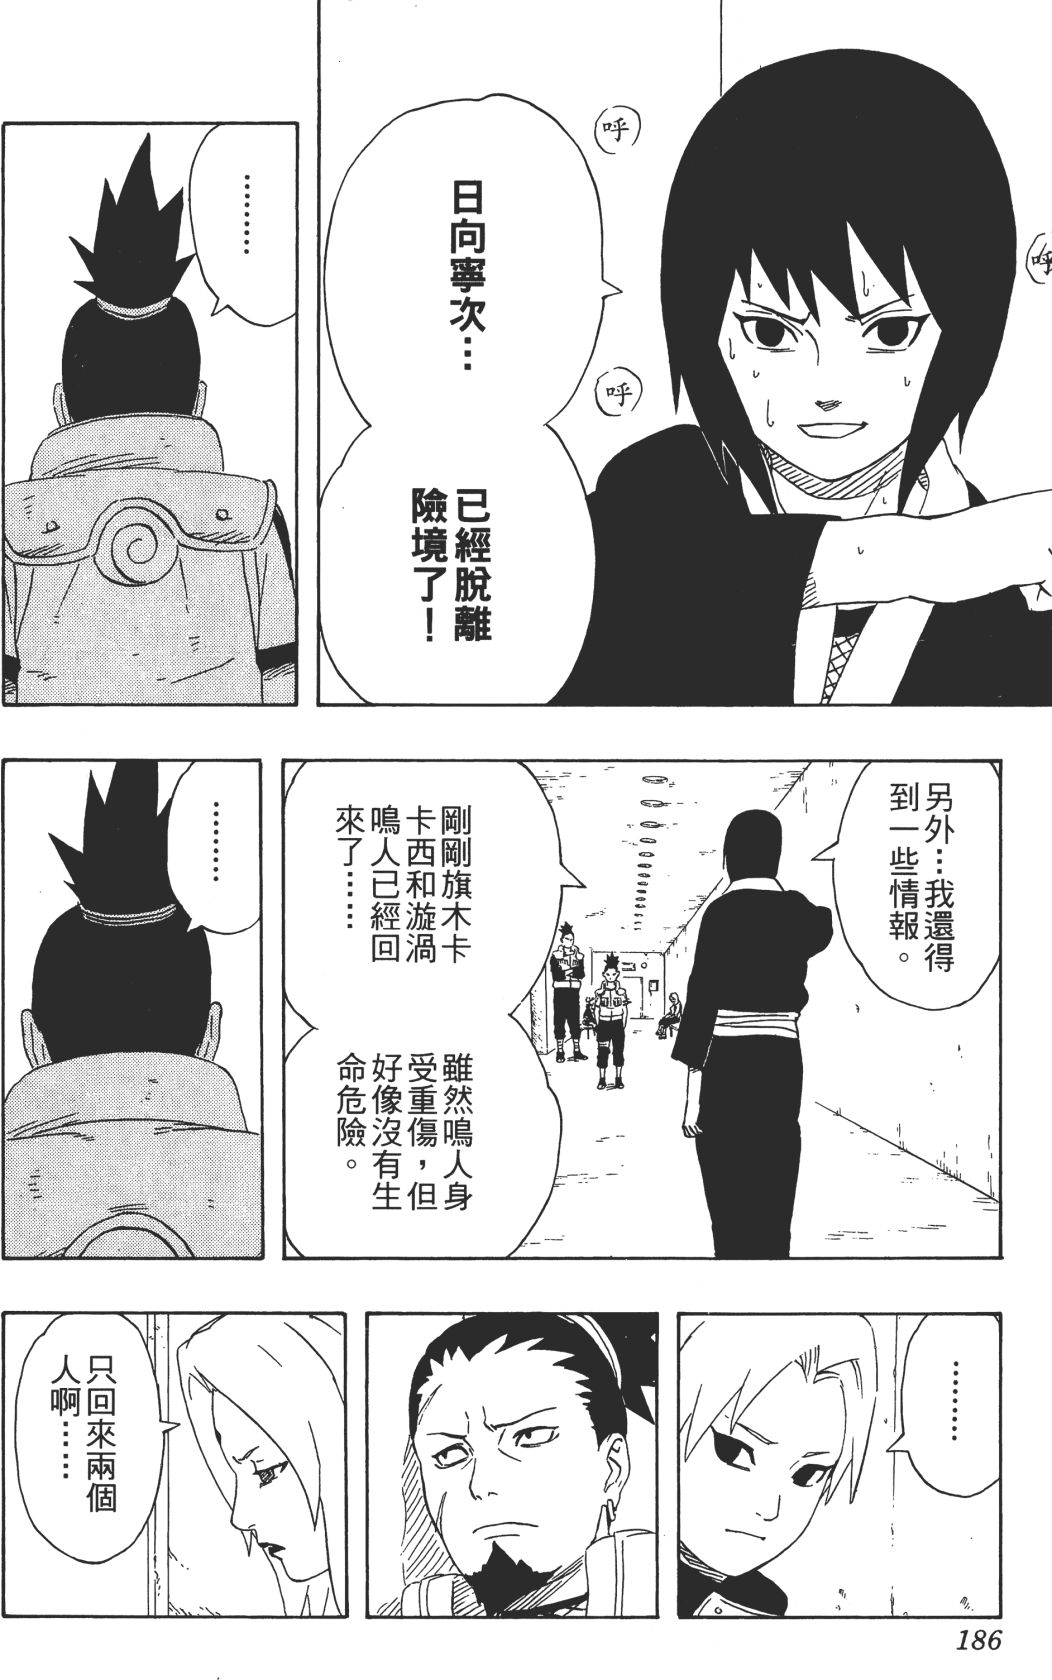 呼
呼
呼
日向寧次⋯
已經脫離
險境了！
⋯⋯⋯
另外⋯我還得
到一些情報。
剛剛旗木卡
卡西和漩渦
鳴人已經回
來了⋯⋯
雖然鳴人身
受重傷，但
好像沒有生
命危險。
⋯⋯⋯
⋯⋯⋯
只回來兩個
人啊⋯⋯
186